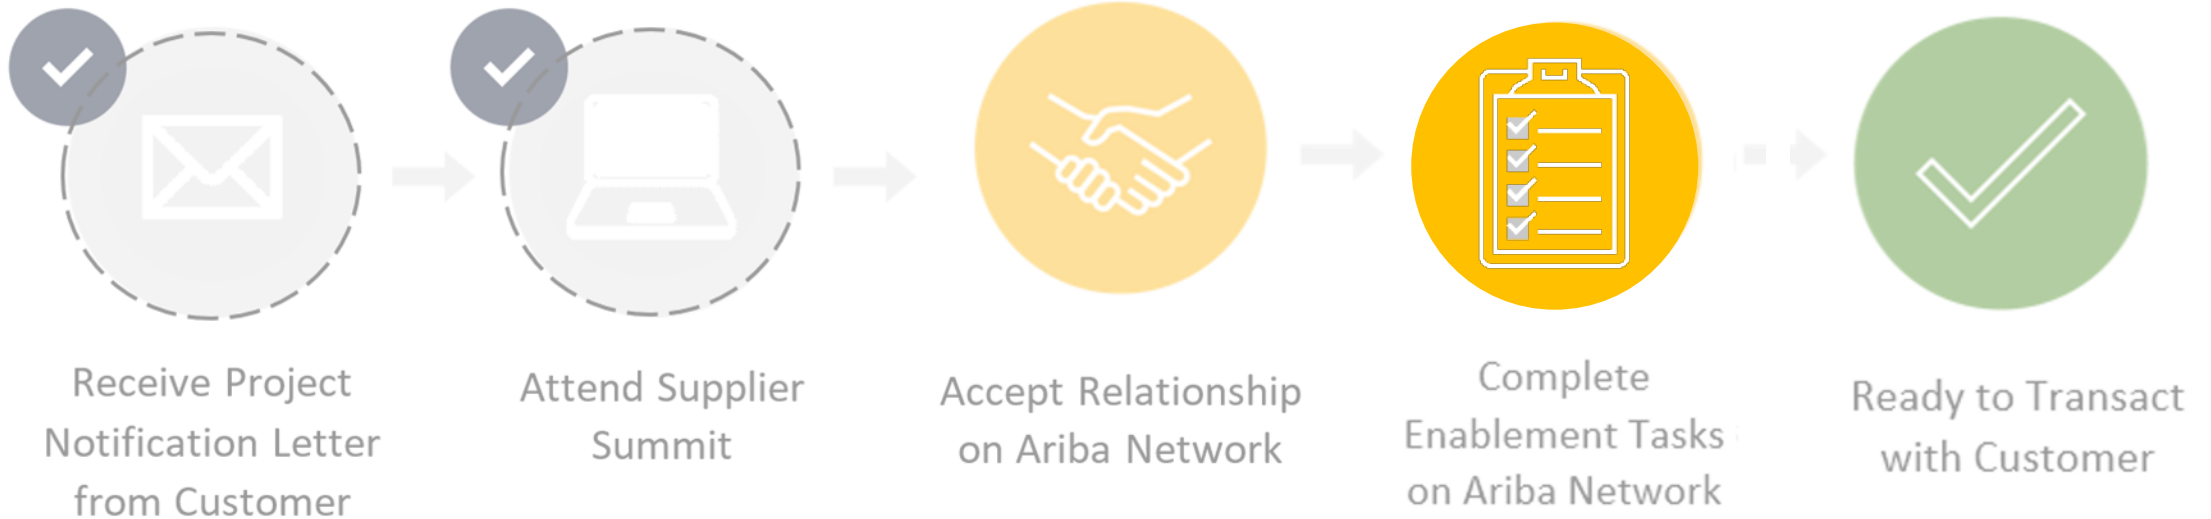 Receive Project
Notification Letter
from Customer
Attend Supplier
Summit
Accept Relationship
on Ariba Network
Complete
Enablement Tasks
on Ariba Network
Ready to Transact
with Customer